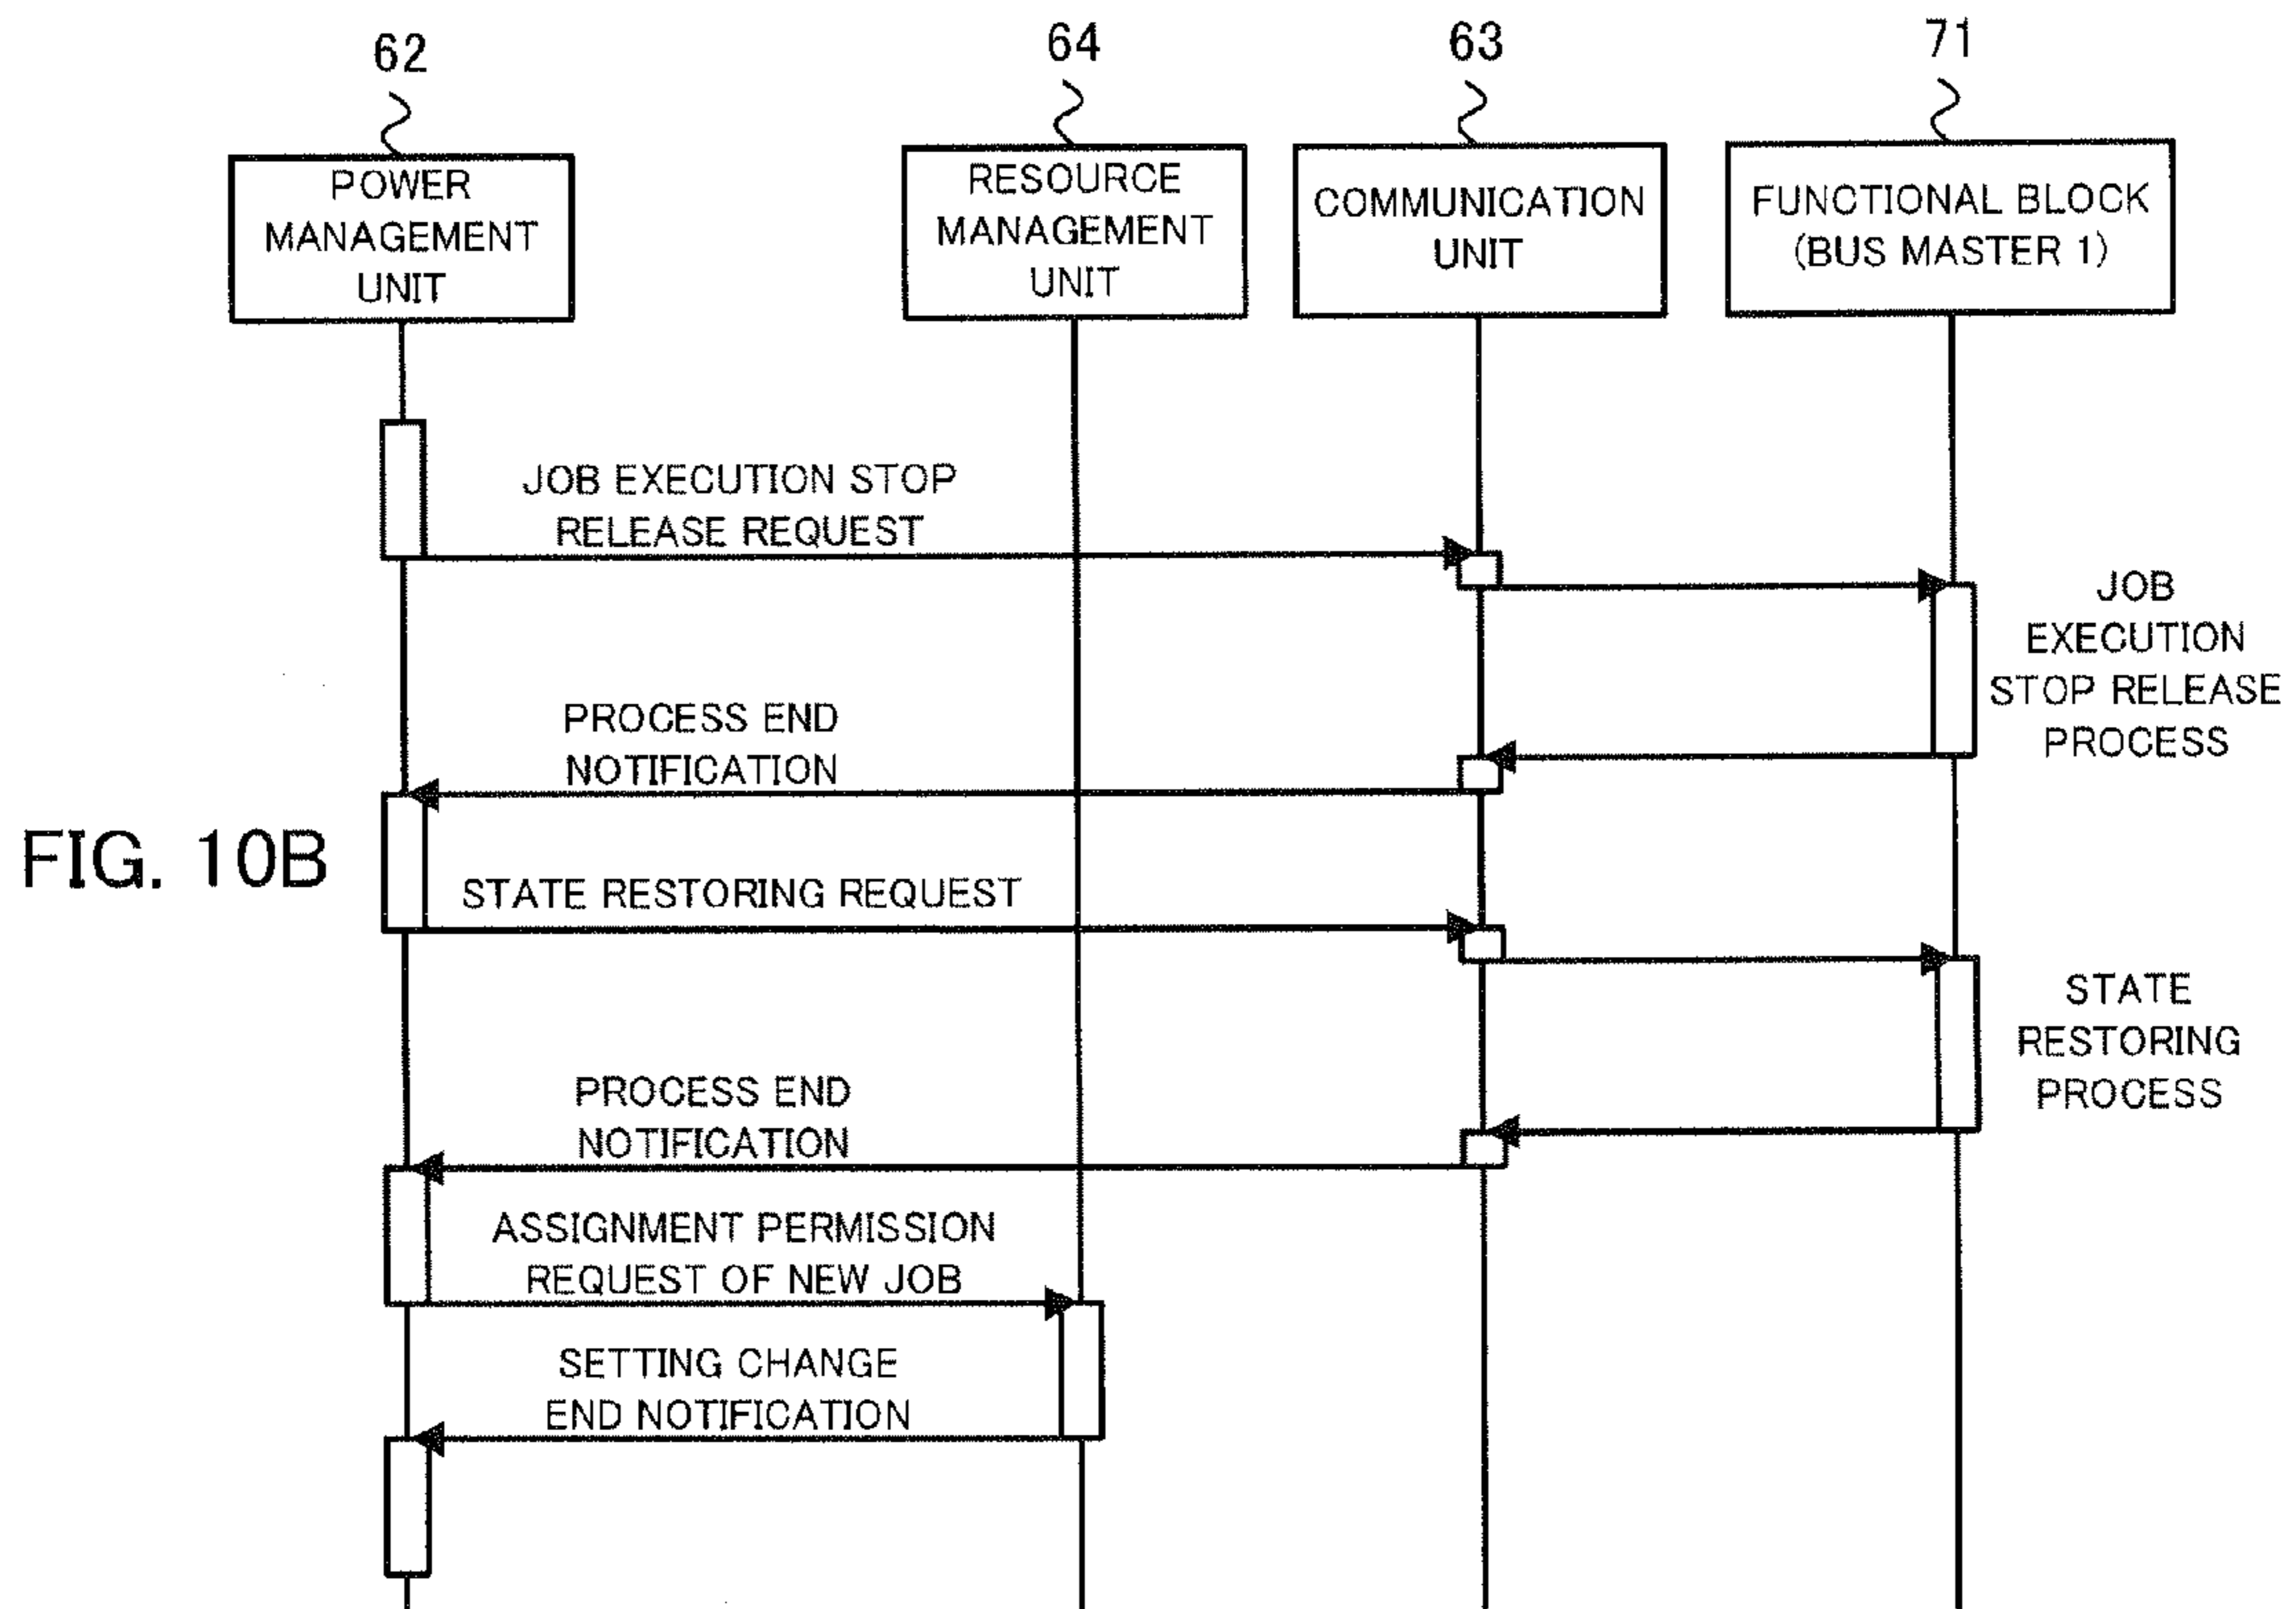 62
64
63
71
POWER
MANAGEMENT
UNIT
RESOURCE
MANAGEMENT
UNIT
COMMUNICATION
UNIT
FUNCTIONAL BLOCK
(BUS MASTER 1)
JOB EXECUTION STOP
RELEASE REQUEST
JOB
EXECUTION
STOP RELEASE
PROCESS
PROCESS END
NOTIFICATION
FIG. 10B
STATE RESTORING REQUEST
STATE
RESTORING
PROCESS
PROCESS END
NOTIFICATION
ASSIGNMENT PERMISSION
REQUEST OF NEW JOB
SETTING CHANGE
END NOTIFICATION